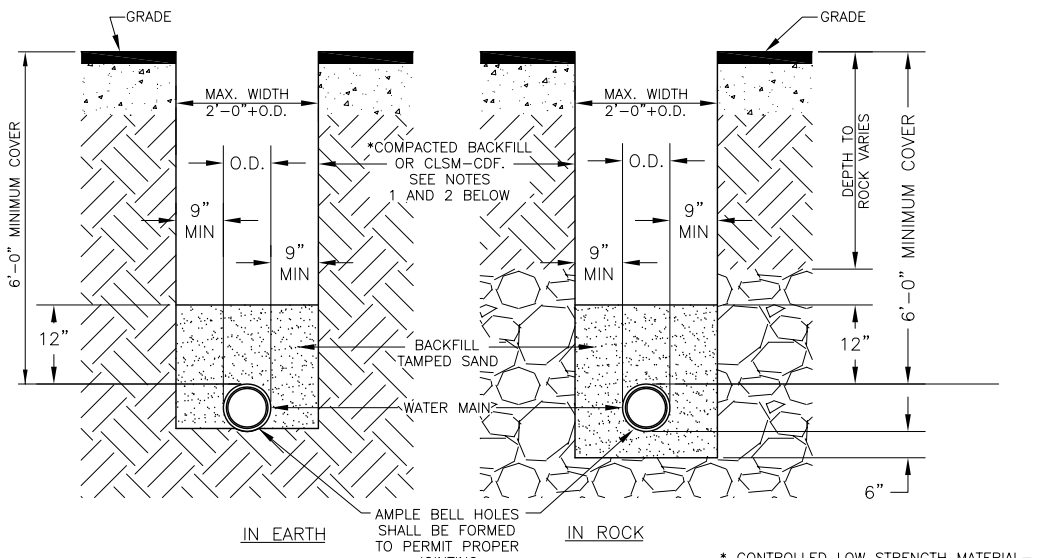 GRADE
GRADE
MAX. WIDTH
2'-0"+O.D.
MAX. WIDTH
2'-0"+O.D.
*COMPACTED BACKFILL
OR CLSM-CDF.
SEE NOTES
1 AND 2 BELOW
O.D.
O.D.
6'-0" MINIMUM COVER
DEPTH TO
ROCK VARIES
6'-0" MINIMUM COVER
9"
MIN
9"
MIN
9"
MIN
9"
MIN
12"
12"
BACKFILL
TAMPED SAND
WATER MAIN
6"
AMPLE BELL HOLES
SHALL BE FORMED
TO PERMIT PROPER
IN EARTH
IN ROCK
* CONTROLLED LOW STRENGTH MATERIAL-